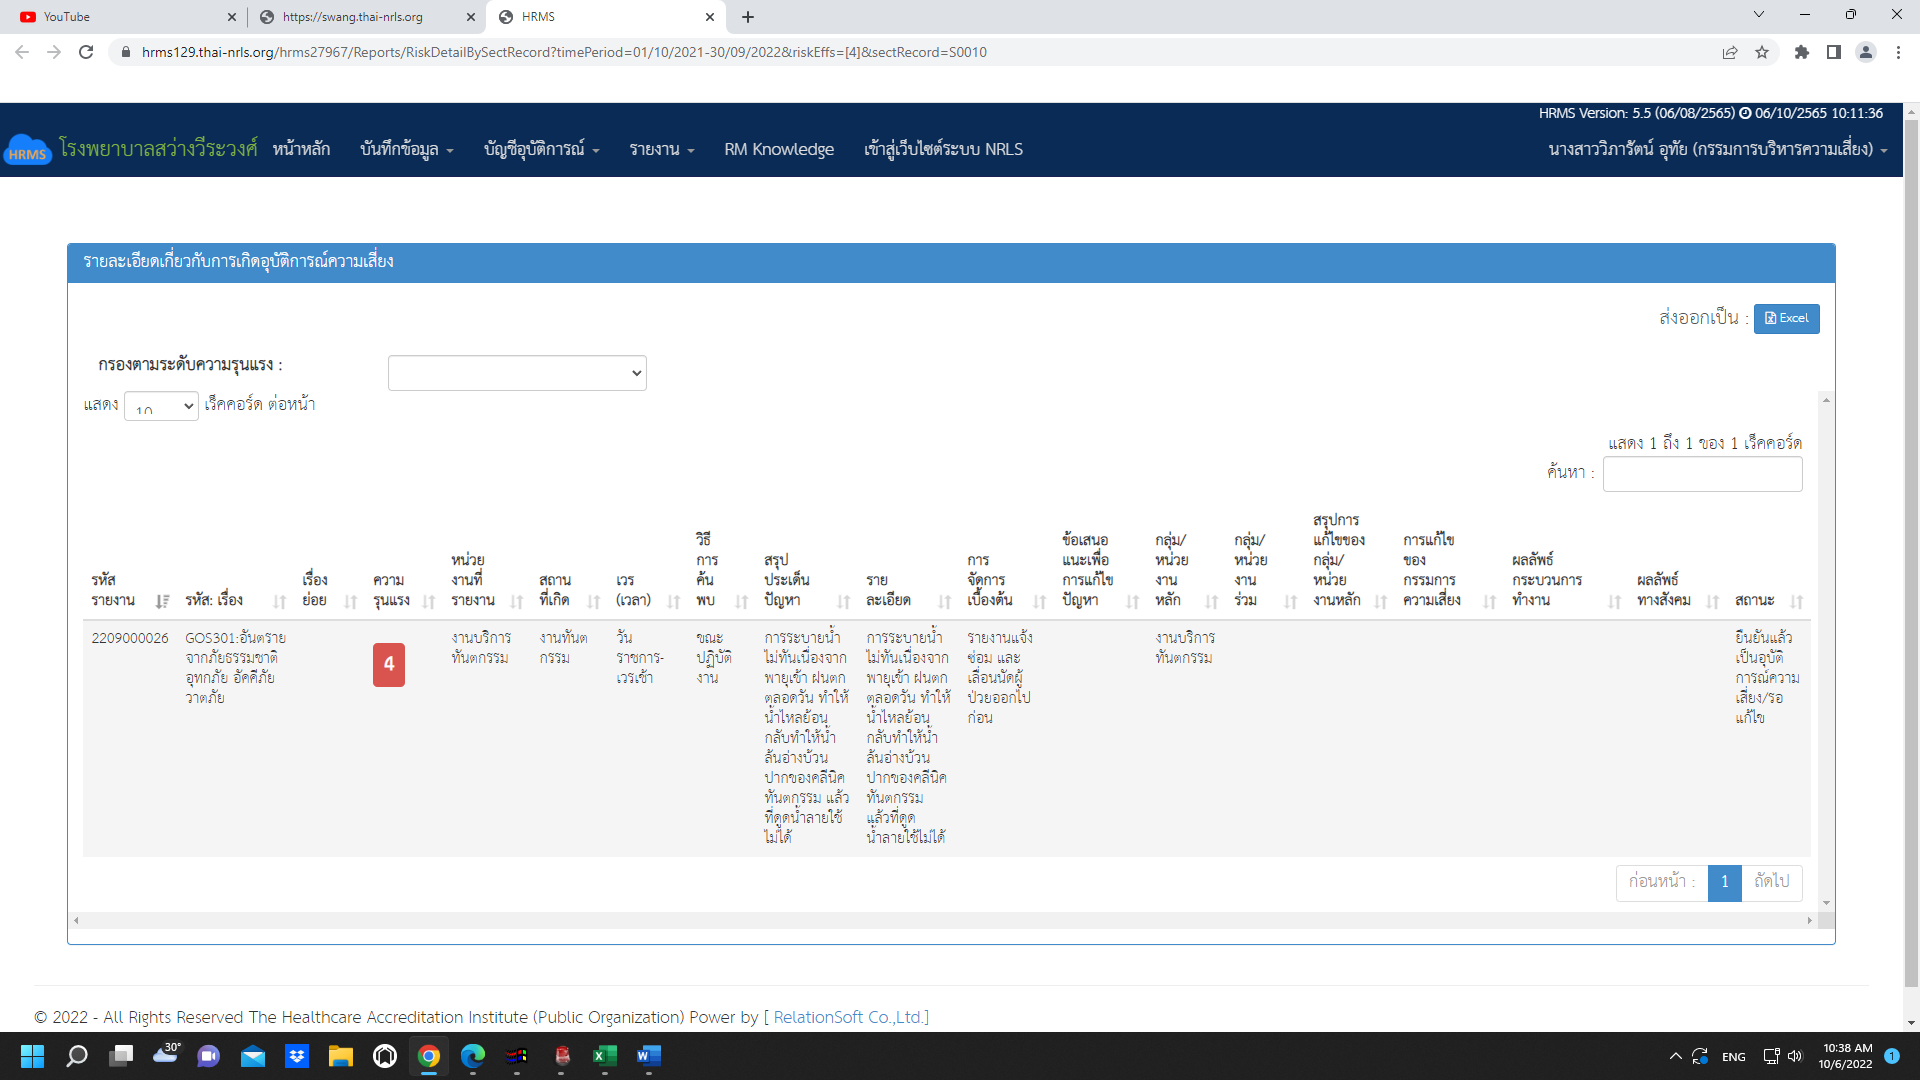 YouTube
https://swang.thai-nrls.org
HRMS
hrms129.thai-nrls.org/hrms27967/Reports/RiskDetailBySectRecord?timePeriod=01/10/2021-30/09/2022&riskEffs=[4]&sectRecord=S0010
HRMS Version: 5.5 (06/08/2565) 06/10/2565 10:11:36
HRMS โรงพยาบาลสว่างวีระวงศ์ หน้าหลัก บันทึกข้อมูล บัญชีอุบัติการณ์ รายงาน RM Knowledge เข้าสู่เว็บไซต์ระบบ NRLS นางสาววิภารัตน์ อุทัย (กรรมการบริหารความเสี่ยง)
รายละเอียดเกี่ยวกับการเกิดอุบัติการณ์ความเสี่ยง
ส่งออกเป็น : Excel
กรองตามระดับความรุนแรง :
แสดง 10 เร็คคอร์ด ต่อหน้า
แสดง 1 ถึง 1 ของ 1 เร็คคอร์ด
ค้นหา :
รหัส
รายงาน
รหัส: เรื่อง
เรื่อง
ย่อย
ความ
รุนแรง
หน่วย
งานที่
รายงาน
สถาน
ที่เกิด
เวร
(เวลา)
วิธี
การ
ค้น
พบ
สรุป
ประเด็น
ปัญหา
ราย
ละเอียด
การ
จัดการ
เบื้องต้น
ข้อเสนอ
แนะเพื่อ
การแก้ไข
ปัญหา
กลุ่ม/
หน่วย
งาน
หลัก
กลุ่ม/
หน่วย
งาน
ร่วม
สรุปการ
แก้ไขของ
กลุ่ม/
หน่วย
งานหลัก
การแก้ไข
ของ
กรรมการ
ความเสี่ยง
ผลลัพธ์
กระบวนการ
ทำงาน
ผลลัพธ์
ทางสังคม
สถานะ
2209000026
GOS301:อันตราย
จากภัยธรรมชาติ
อุทกภัย อัคคีภัย
วาตภัย
4
งานบริการ
ทันตกรรม
งานทันต
กรรม
วัน
ราชการ-
เวรเช้า
ขณะ
ปฏิบัติ
งาน
การระบายน้ำ
ไม่ทันเนื่องจาก
พายุเข้า ฝนตก
ตลอดวัน ทำให้
น้ำไหลย้อน
กลับทำให้น้ำ
ล้นอ่างบ้วน
ปากของคลีนิค
ทันตกรรม แล้ว
ที่ดูดน้ำลายใช้
ไม่ได้
การระบายน้ำ
ไม่ทันเนื่องจาก
พายุเข้า ฝนตก
ตลอดวัน ทำให้
น้ำไหลย้อน
กลับทำให้น้ำ
ล้นอ่างบ้วน
ปากของคลีนิค
ทันตกรรม
แล้วที่ดูด
น้ำลายใช้ไม่ได้
รายงานแจ้ง
ซ่อม และ
เลื่อนนัดผู้
ป่วยออกไป
ก่อน
งานบริการ
ทันตกรรม
ยืนยันแล้ว
เป็นอุบัติ
การณ์ความ
เสี่ยง/รอ
แก้ไข
ก่อนหน้า : 1 ถัดไป
© 2022 - All Rights Reserved The Healthcare Accreditation Institute (Public Organization) Power by [ RelationSoft Co.,Ltd.]
30°
ENG
10:38 AM
10/6/2022
1